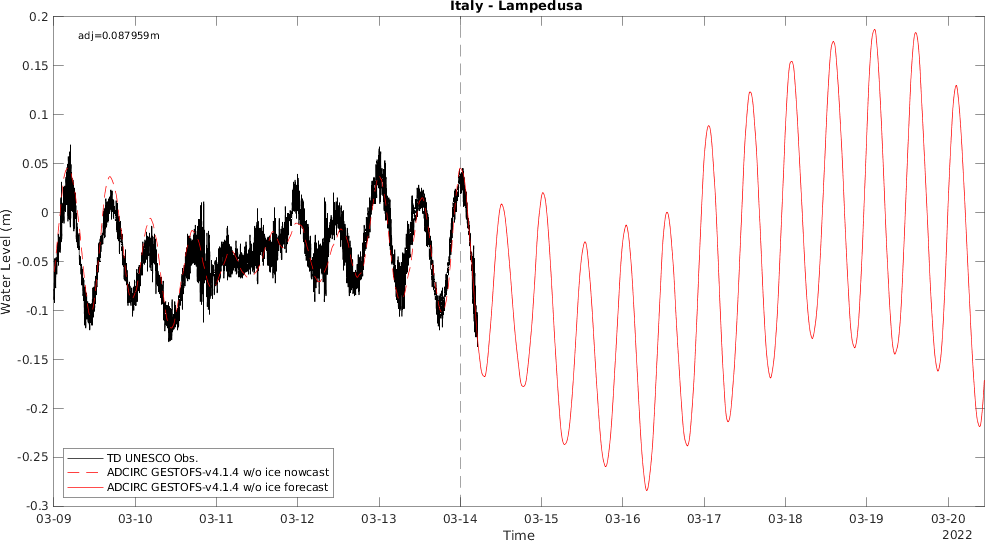 Italy - Lampedusa
adj=0.087959m
0.2
0.15
0.1
0.05
0
-0.05
-0.1
-0.15
-0.2
-0.25
-0.3
Water Level (m)
TD UNESCO Obs.
ADCIRC GESTOFS-v4.1.4 w/o ice nowcast
ADCIRC GESTOFS-v4.1.4 w/o ice forecast
03-09 03-10 03-11 03-12 03-13 03-14 03-15 03-16 03-17 03-18 03-19 03-20
Time
2022